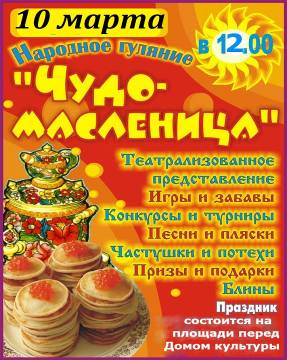 10 марта
Народное гуляние
в 12,00
"Чудо-
масленица"
Театрализованное
представление
Игры и забавы
Конкурсы и турниры
Песни и пляски
Частушки и потехи
Призы и подарки
Блины
Праздник
состоится на
площади перед
Домом культуры